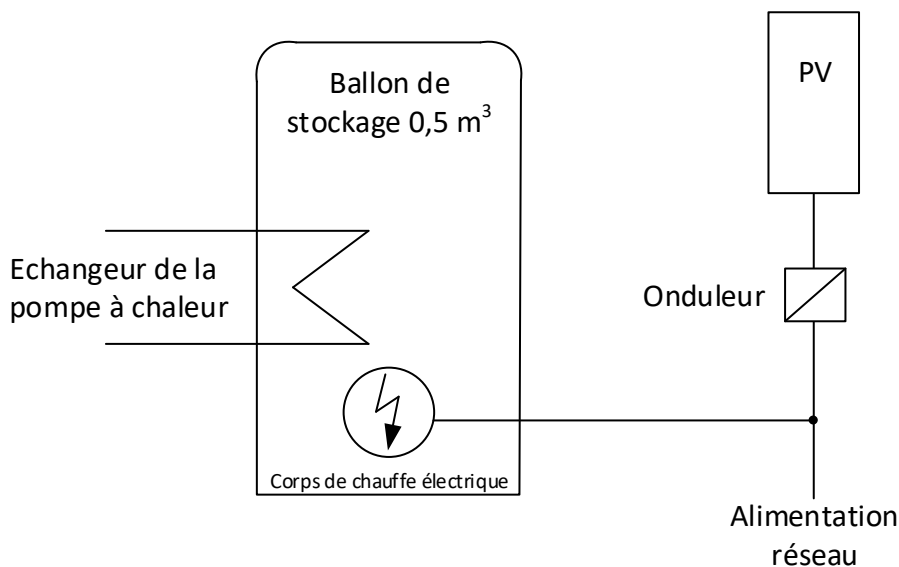 Ballon de
stockage 0,5 m³
PV
Echangeur de la
pompe à chaleur
Onduleur
Corps de chauffe électrique
Alimentation
réseau